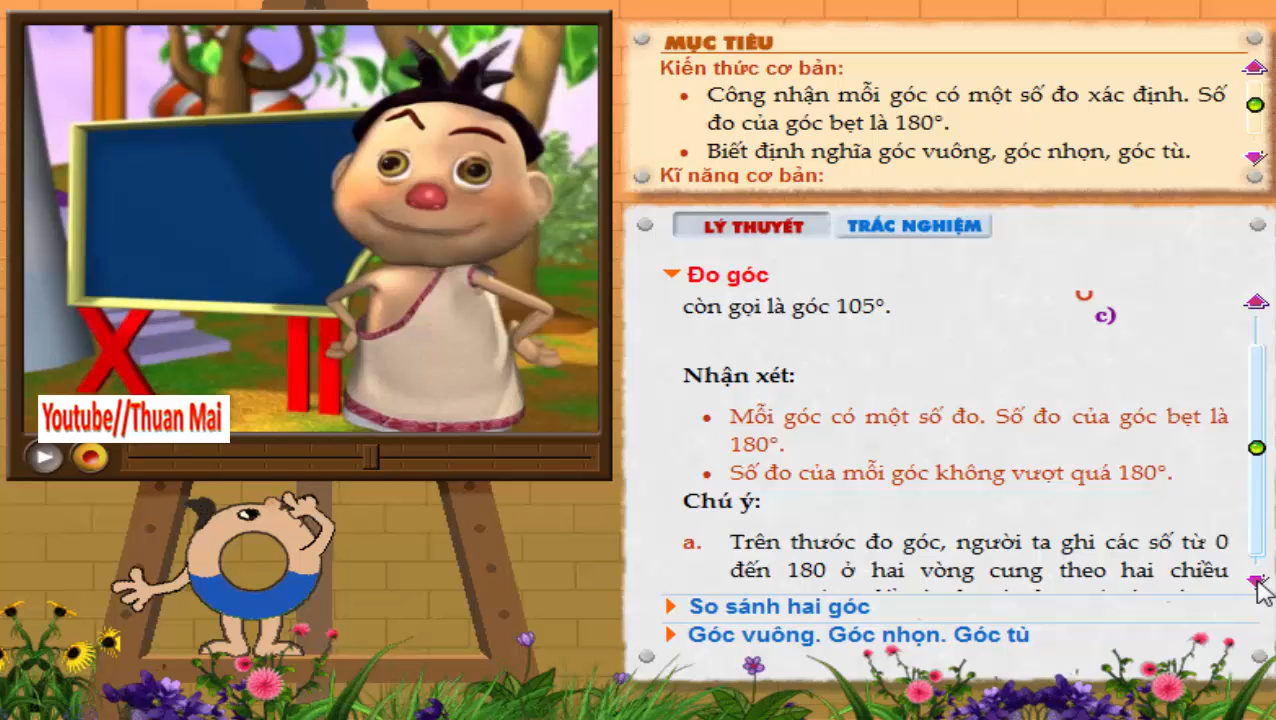 MỤC TIÊU
Kiến thức cơ bản:
• Công nhận mỗi góc có một số đo xác định. Số
đo của góc bẹt là 180°.
• Biết định nghĩa góc vuông, góc nhọn, góc tù.
Kĩ năng cơ bản:
LÝ THUYẾT
TRẮC NGHIỆM
Đo góc
còn gọi là góc 105°.
c)
Nhận xét:
• Mỗi góc có một số đo. Số đo của góc bẹt là
180°.
• Số đo của mỗi góc không vượt quá 180°.
Chú ý:
a. Trên thước đo góc, người ta ghi các số từ 0
đến 180 ở hai vòng cung theo hai chiều
So sánh hai góc
Góc vuông. Góc nhọn. Góc tù
Youtube//Thuan Mai